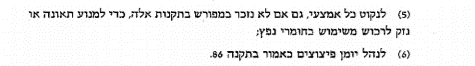 (5) לנקוט כל אמצעי, גם אם לא נזכר במפורש בתקנות אלה, כדי למנוע תאונה או
נזק לרכוש משימוש בחומרי נפץ;
(6) לנהל יומן פיצוצים כאמור בתקנה 86.